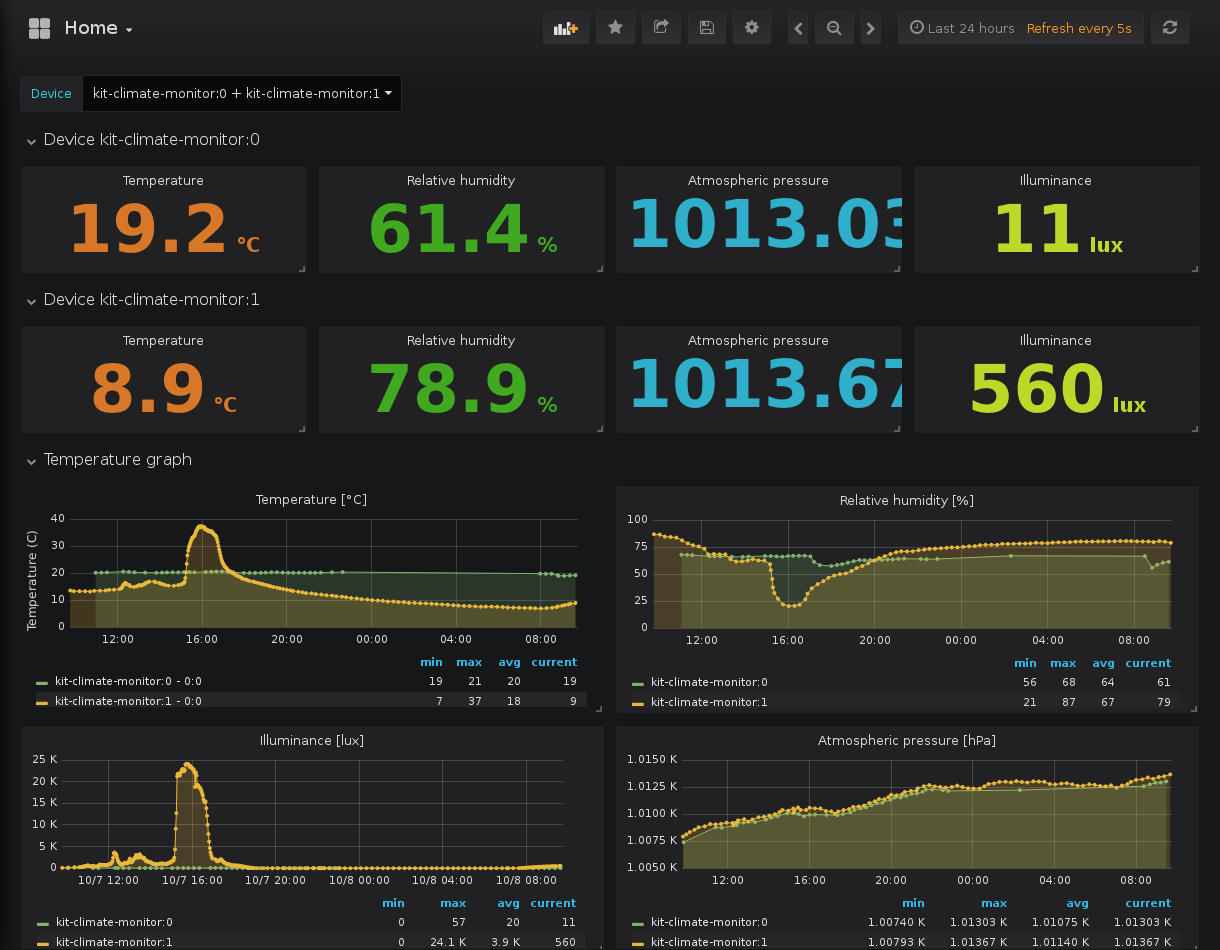 Home
Last 24 hours Refresh every 5s
Device kit-climate-monitor:0 + kit-climate-monitor:1
Device kit-climate-monitor:0
Temperature Relative humidity Atmospheric pressure Illuminance
19.2 °C 61.4 % 1013.03 11 lux
Device kit-climate-monitor:1
Temperature Relative humidity Atmospheric pressure Illuminance
8.9 °C 78.9 % 1013.67 560 lux
Temperature graph
Temperature [°C]
Temperature (C)
40
30
20
10
0
12:00 16:00 20:00 00:00 04:00 08:00
min max avg current
kit-climate-monitor:0 - 0:0 19 21 20 19
kit-climate-monitor:1 - 0:0 7 37 18 9
Relative humidity [%]
100
75
50
25
0
12:00 16:00 20:00 00:00 04:00 08:00
min max avg current
kit-climate-monitor:0 56 68 64 61
kit-climate-monitor:1 21 87 67 79
Illuminance [lux]
25 K
20 K
15 K
10 K
5 K
0
10/7 12:00 10/7 16:00 10/7 20:00 10/8 00:00 10/8 04:00 10/8 08:00
min max avg current
kit-climate-monitor:0 0 57 20 11
kit-climate-monitor:1 0 24.1 K 3.9 K 560
Atmospheric pressure [hPa]
1.0150 K
1.0125 K
1.0100 K
1.0075 K
1.0050 K
12:00 16:00 20:00 00:00 04:00 08:00
min max avg current
kit-climate-monitor:0 1.00740 K 1.01303 K 1.01075 K 1.01303 K
kit-climate-monitor:1 1.00793 K 1.01367 K 1.01140 K 1.01367 K